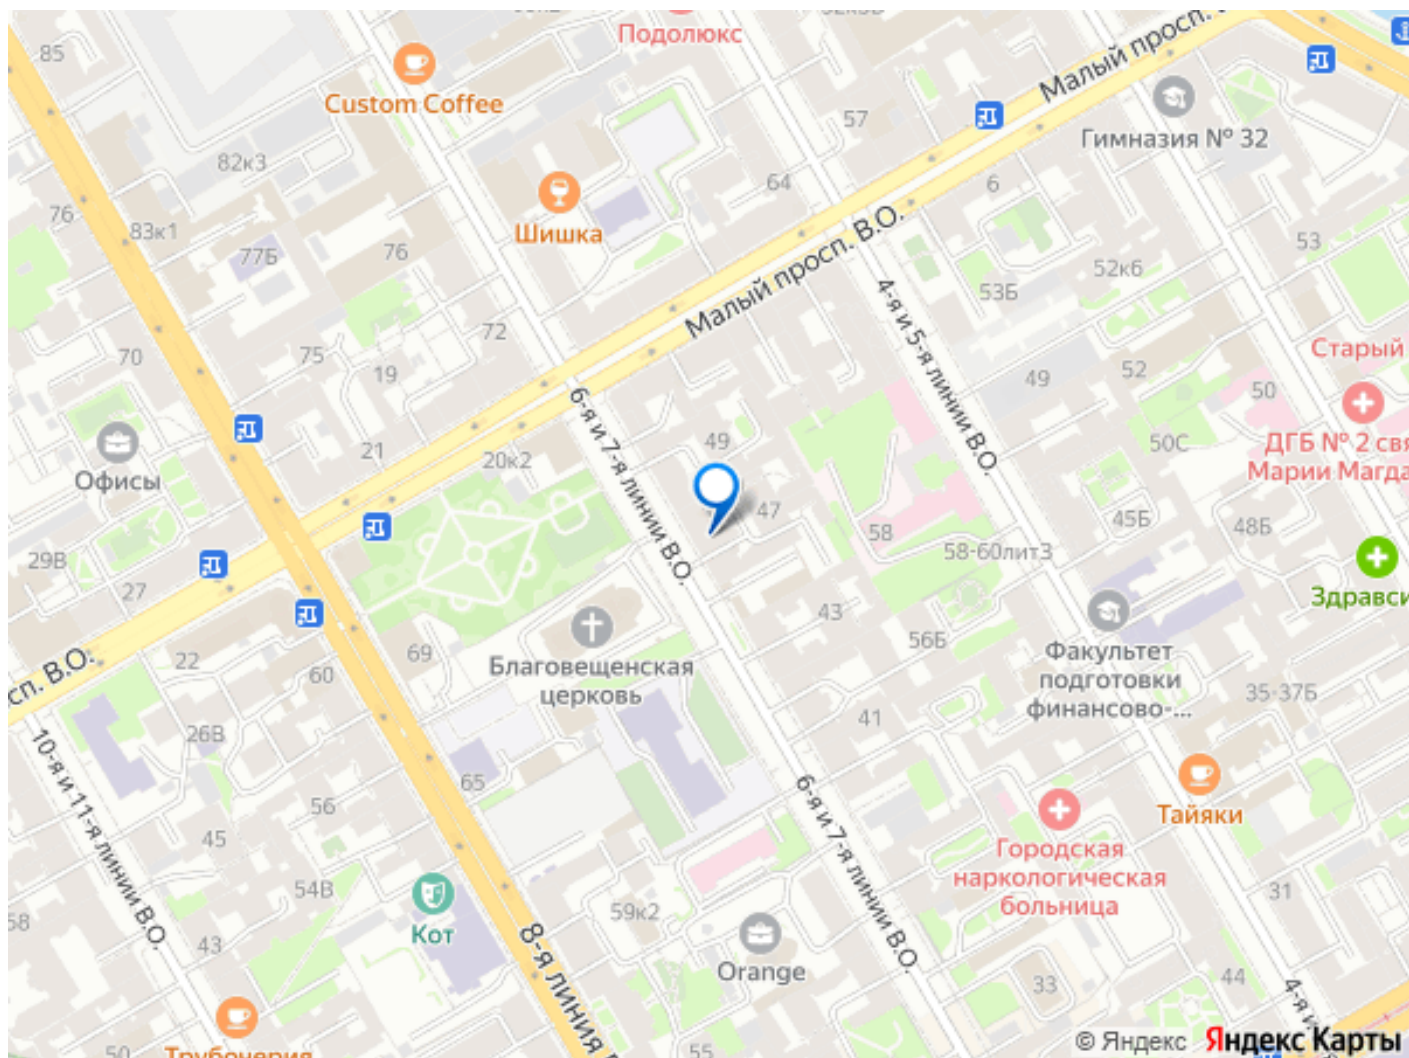 Подолюкс
85
Custom Coffee
Малый просп.
57
Гимназия № 32
82к3
64
6
76
83к1
Шишка
77Б
76
Малый просп. В.О.
53
52к6
53Б
4-я и 5-я линии В.О.
72
70
75
19
Старый
52
49
50
6-я и 7-я линии В.О.
49
ДГБ № 2 свя
Марии Магда
50С
21
20к2
Офисы
47
45Б
48Б
58
58-60лит3
29В
27
Здравси
43
56Б
Благовещенская
церковь
69
22
60
сп. В.О.
Факультет
подготовки
финансово-...
35-37Б
26В
41
10-я и 11-я линии В.О.
65
56
6-я и 7-я линии В.О.
Тайяки
45
Городская
наркологическая
больница
54В
31
58
59к2
Кот
43
8-я линия
Orange
33
44
4-я и
50
55
Трубочерия
© Яндекс Яндекс Карты